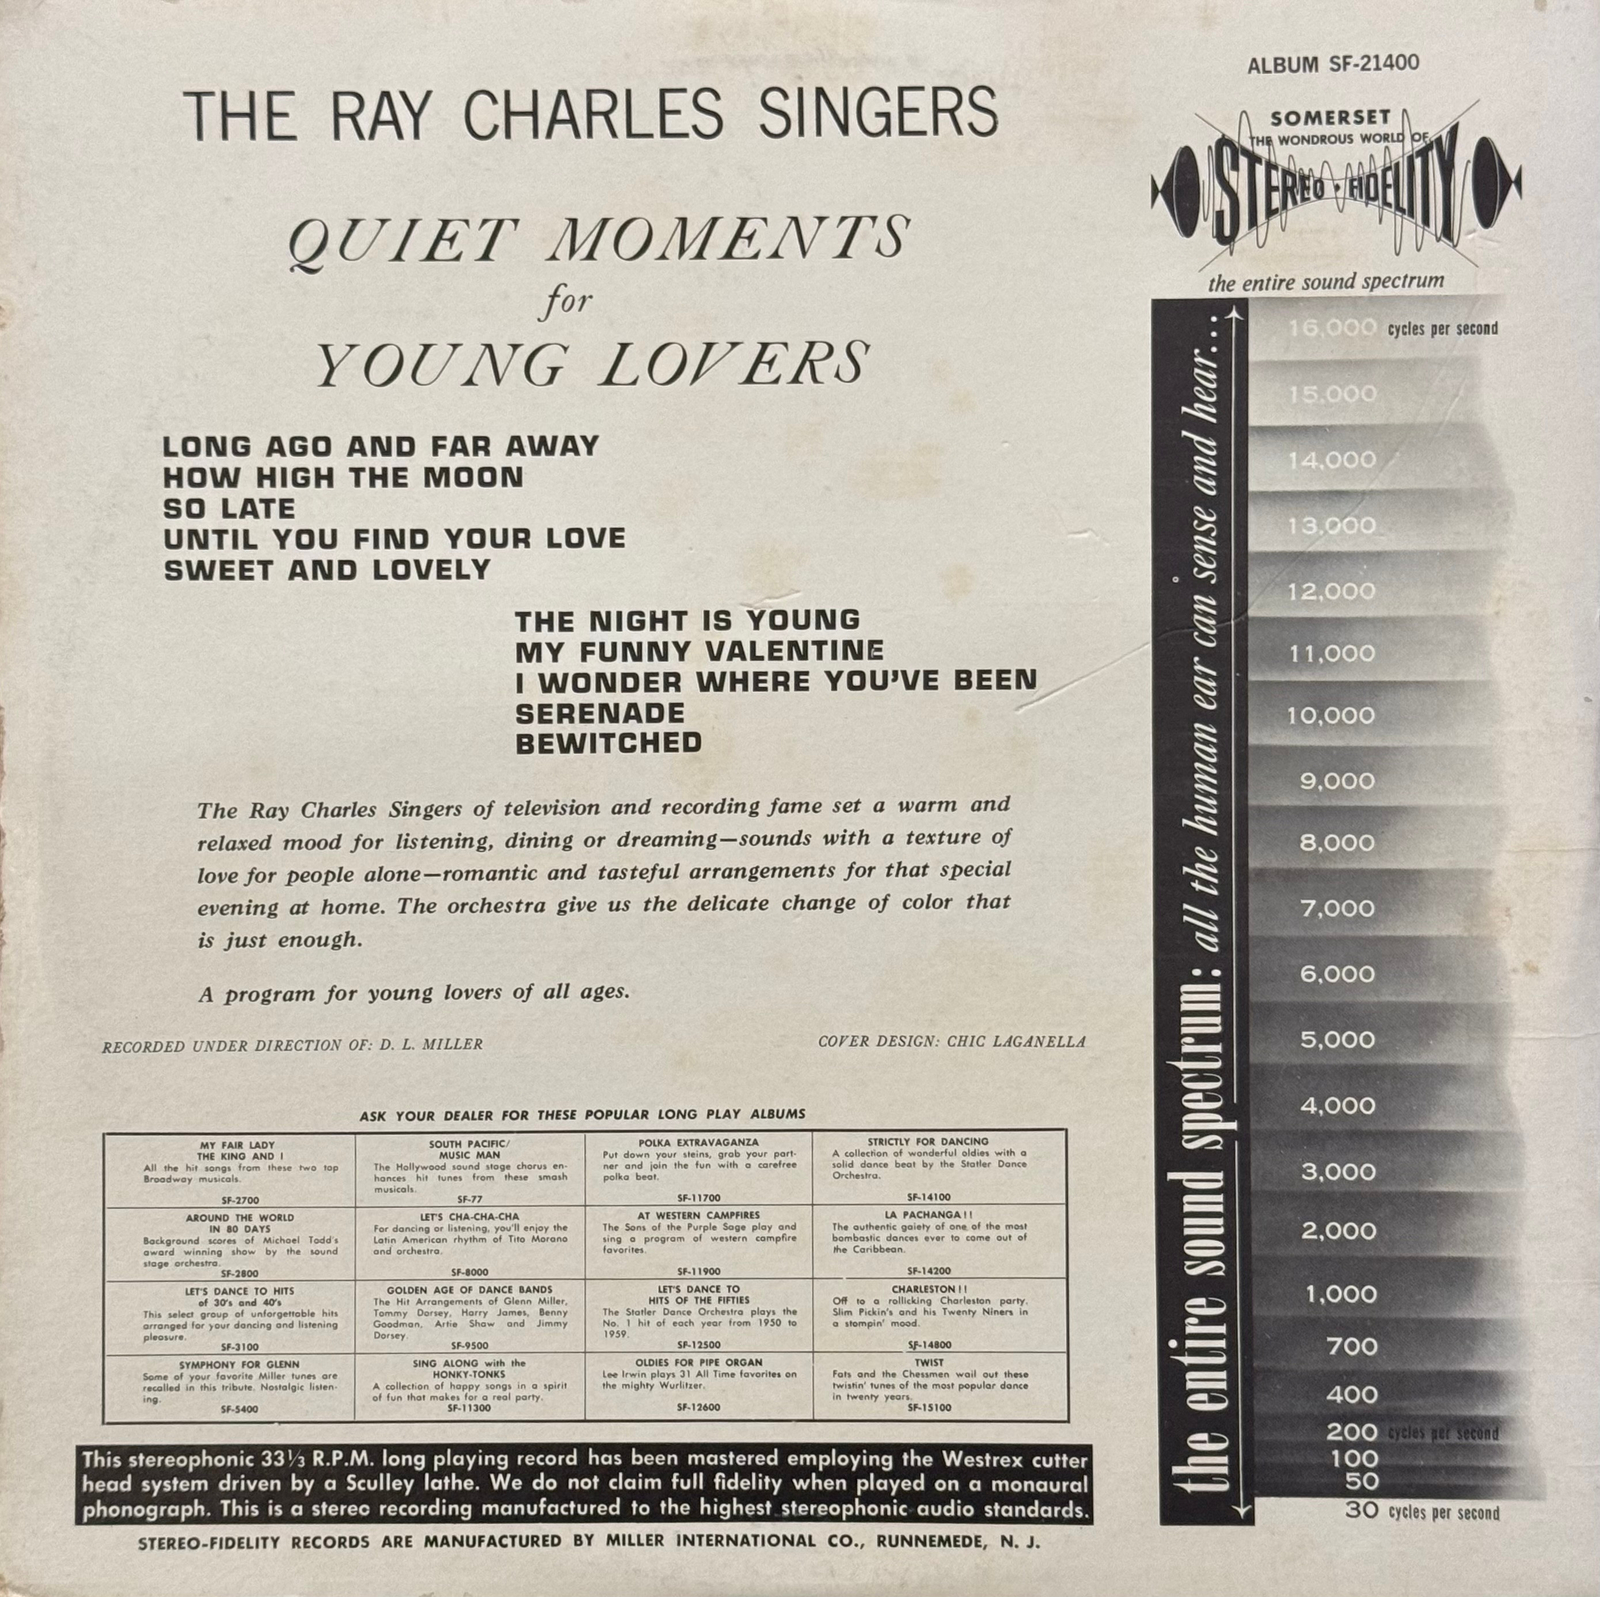 ALBUM SF-21400
SOMERSET
THE WONDROUS WORLD OF
STEREO · FIDELITY
the entire sound spectrum
THE RAY CHARLES SINGERS
QUIET MOMENTS
for
YOUNG LOVERS
LONG AGO AND FAR AWAY
HOW HIGH THE MOON
SO LATE
UNTIL YOU FIND YOUR LOVE
SWEET AND LOVELY
THE NIGHT IS YOUNG
MY FUNNY VALENTINE
I WONDER WHERE YOU'VE BEEN
SERENADE
BEWITCHED
The Ray Charles Singers of television and recording fame set a warm and
relaxed mood for listening, dining or dreaming—sounds with a texture of
love for people alone—romantic and tasteful arrangements for that special
evening at home. The orchestra give us the delicate change of color that
is just enough.
A program for young lovers of all ages.
RECORDED UNDER DIRECTION OF: D. L. MILLER
COVER DESIGN: CHIC LAGANELLA
ASK YOUR DEALER FOR THESE POPULAR LONG PLAY ALBUMS
MY FAIR LADY
THE KING AND I
All the hit songs from these two top
Broadway musicals.
SF-2700
SOUTH PACIFIC/
MUSIC MAN
The Hollywood sound stage chorus en-
hances hit tunes from these smash
musicals.
SF-77
POLKA EXTRAVAGANZA
Put down your steins, grab your part-
ner and join the fun with a carefree
polka beat.
SF-11700
STRICTLY FOR DANCING
A collection of wonderful oldies with a
solid dance beat by the Statler Dance
Orchestra.
SF-14100
AROUND THE WORLD
IN 80 DAYS
Background scores of Michael Todd's
award winning show by the sound
stage orchestra.
SF-2800
LET'S CHA-CHA-CHA
For dancing or listening, you'll enjoy the
Latin American rhythm of Tito Morano
and orchestra.
SF-8000
AT WESTERN CAMPFIRES
The Sons of the Purple Sage play and
sing a program of western campfire
favorites.
SF-11900
LA PACHANGA!!
The authentic gaiety of one of the most
bombastic dances ever to come out of
the Caribbean.
SF-14200
LET'S DANCE TO HITS
of 30's and 40's
This select group of unforgettable hits
arranged for your dancing and listening
pleasure.
SF-3100
GOLDEN AGE OF DANCE BANDS
The Hit Arrangements of Glenn Miller,
Tommy Dorsey, Harry James, Benny
Goodman, Artie Shaw and Jimmy
Dorsey.
SF-9500
LET'S DANCE TO
HITS OF THE FIFTIES
The Statler Dance Orchestra plays the
No. 1 hit of each year from 1950 to
1959.
SF-12500
CHARLESTON!!
Off to a rollicking Charleston party.
Slim Pickin's and his Twenty Niners in
a stompin' mood.
SF-14800
SYMPHONY FOR GLENN
Some of your favorite Miller tunes are
recalled in this tribute. Nostalgic listen-
ing.
SF-5400
SING ALONG with the
HONKY-TONKS
A collection of happy songs in a spirit
of fun that makes for a real party.
SF-11300
OLDIES FOR PIPE ORGAN
Lee Irwin plays 31 All Time favorites on
the mighty Wurlitzer.
SF-12600
TWIST
Fats and the Chessmen wail out these
twistin' tunes of the most popular dance
in twenty years.
SF-15100
This stereophonic 33⅓ R.P.M. long playing record has been mastered employing the Westrex cutter
head system driven by a Sculley lathe. We do not claim full fidelity when played on a monaural
phonograph. This is a stereo recording manufactured to the highest stereophonic audio standards.
STEREO-FIDELITY RECORDS ARE MANUFACTURED BY MILLER INTERNATIONAL CO., RUNNEMEDE, N. J.
the entire sound spectrum: all the human ear can sense and hear...
16,000 cycles per second
15,000
14,000
13,000
12,000
11,000
10,000
9,000
8,000
7,000
6,000
5,000
4,000
3,000
2,000
1,000
700
400
200 cycles per second
100
50
30 cycles per second